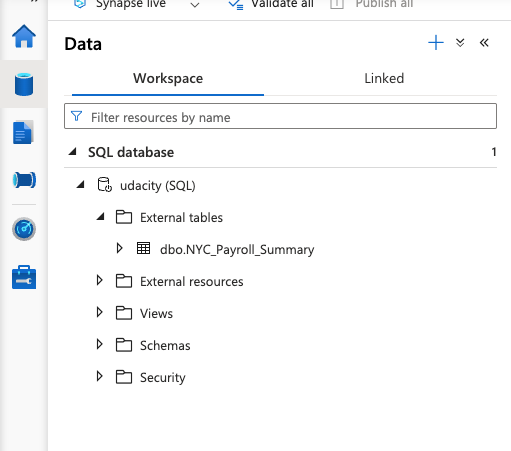 Synapse live Validate all Publish all
Data
Workspace Linked
Filter resources by name
SQL database 1
udacity (SQL)
External tables
dbo.NYC_Payroll_Summary
External resources
Views
Schemas
Security